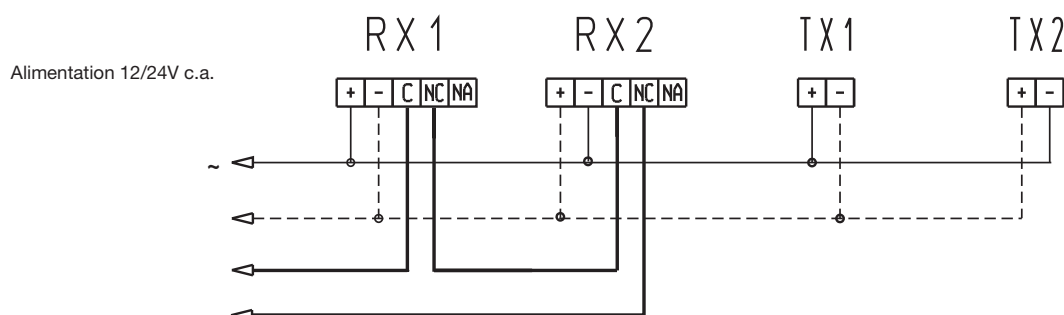 RX1 RX2 TX1 TX2
Alimentation 12/24V c.a.
+ - C NC NA + - C NC NA + - + -
~